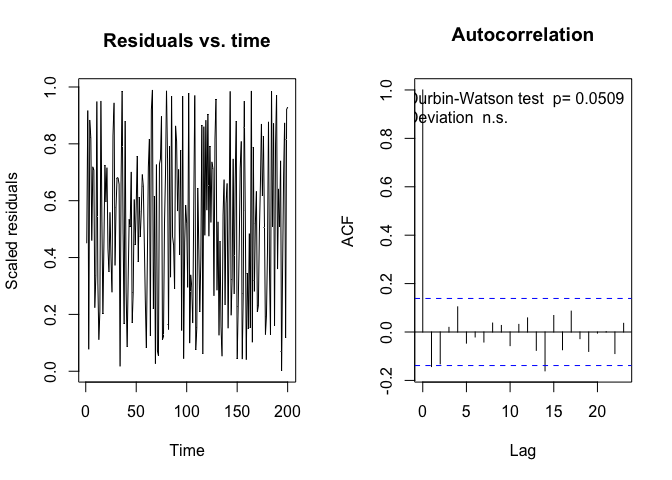 Residuals vs. time
Scaled residuals
1.0
0.8
0.6
0.4
0.2
0.0
0
50
100
150
200
Time
Autocorrelation
Durbin-Watson test p= 0.0509
Deviation n.s.
ACF
1.0
0.8
0.6
0.4
0.2
0.0
-0.2
0
5
10
15
20
Lag